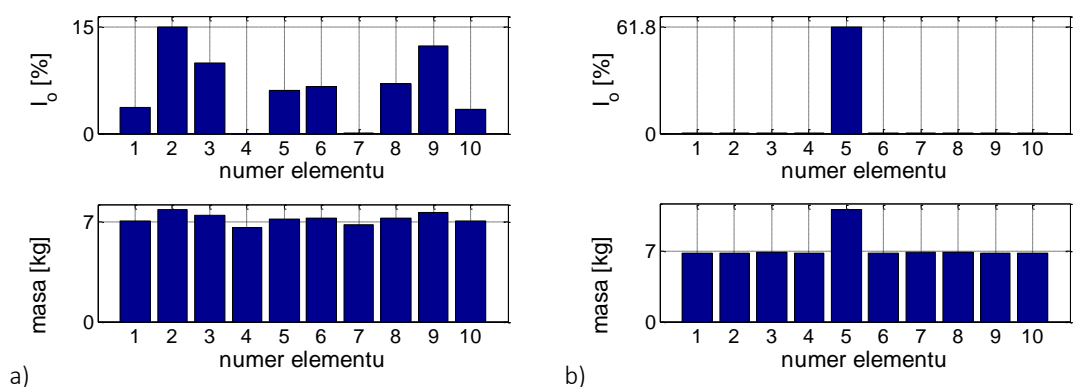 15
0
I_o [%]
1 2 3 4 5 6 7 8 9 10
numer elementu
7
0
masa [kg]
1 2 3 4 5 6 7 8 9 10
numer elementu
a)
61.8
0
I_o [%]
1 2 3 4 5 6 7 8 9 10
numer elementu
7
0
masa [kg]
1 2 3 4 5 6 7 8 9 10
numer elementu
b)